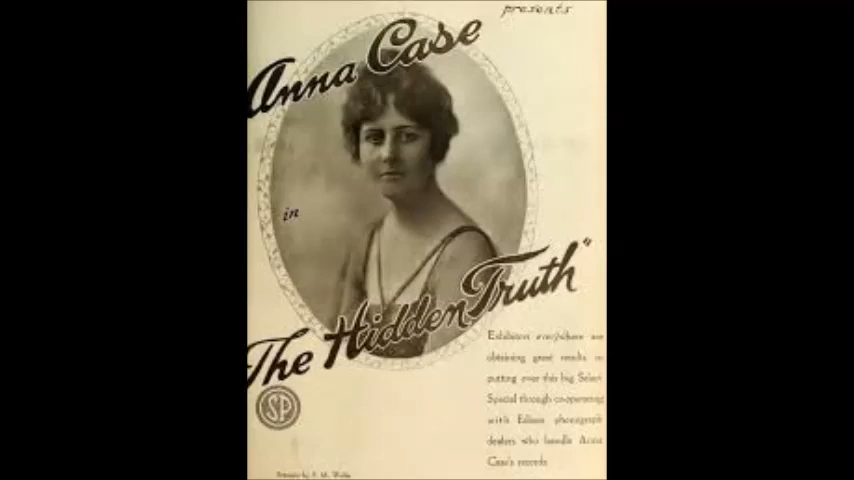 presents
Anna Case
in
The Hidden Truth"
Exhibitors everywhere are
obtaining great results in
putting over this big Select
Special through co-operating
with Edison phonograph
dealers who handle Anna
Case's records
SP